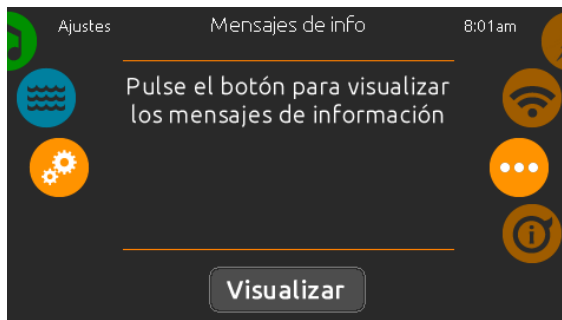 Ajustes
Mensajes de info
8:01am
Pulse el botón para visualizar
los mensajes de información
Visualizar